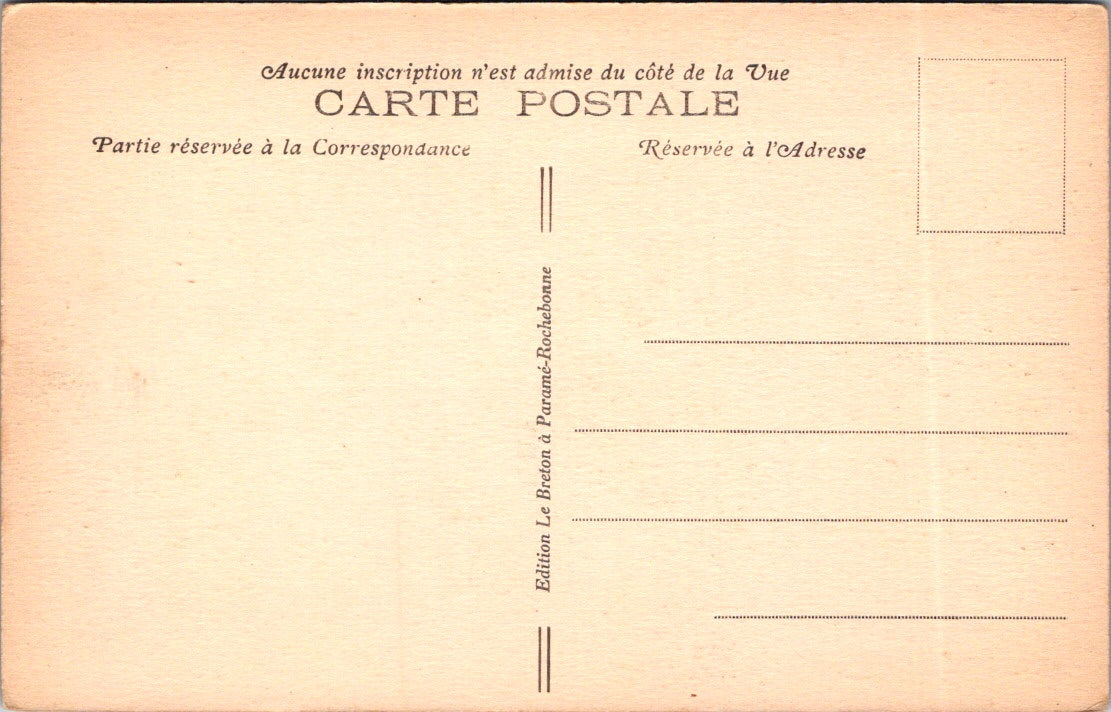 Aucune inscription n'est admise du côté de la Vue
CARTE POSTALE
Partie réservée à la Correspondance
Réservée à l'Adresse
Edition Le Breton à Paramé-Rochebonne